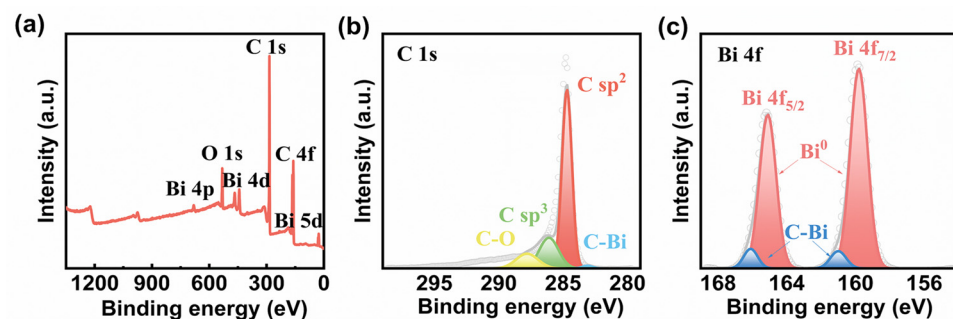 (a)
C 1s
O 1s
C 4f
Bi 4p
Bi 4d
Bi 5d
Intensity (a.u.)
1200 900 600 300 0
Binding energy (eV)
(b)
C 1s
C sp²
C sp³
C-O
C-Bi
Intensity (a.u.)
295 290 285 280
Binding energy (eV)
(c)
Bi 4f
Bi 4f₇/₂
Bi 4f₅/₂
Bi⁰
C-Bi
Intensity (a.u.)
168 164 160 156
Binding energy (eV)